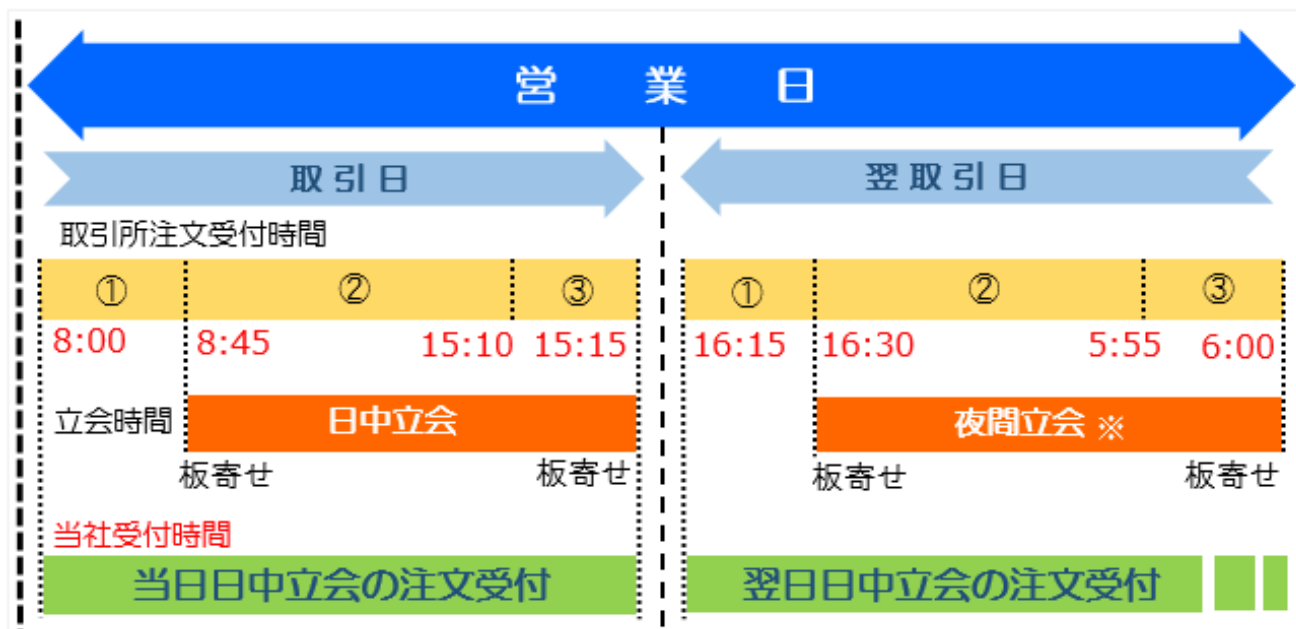 営業日
取引日 翌取引日
取引所注文受付時間
① ② ③ ① ② ③
8:00 8:45 15:10 15:15 16:15 16:30 5:55 6:00
立会時間 日中立会 夜間立会 ※
板寄せ 板寄せ 板寄せ 板寄せ
当社受付時間
当日日中立会の注文受付 翌日日中立会の注文受付